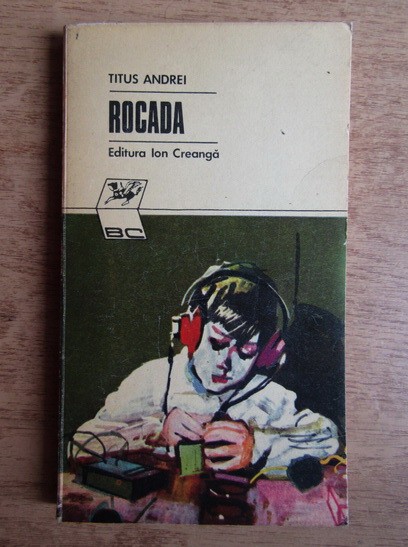 TITUS ANDREI
ROCADA
Editura Ion Creangă
BC